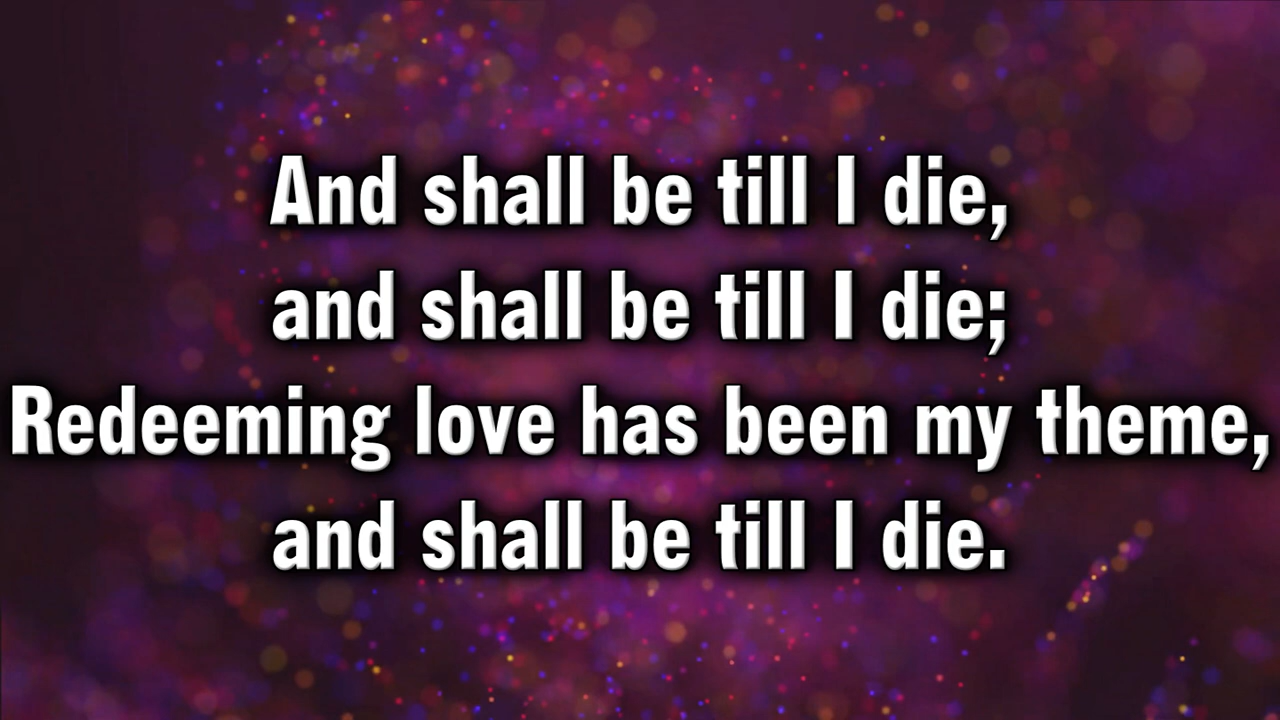 And shall be till I die,
and shall be till I die;
Redeeming love has been my theme,
and shall be till I die.